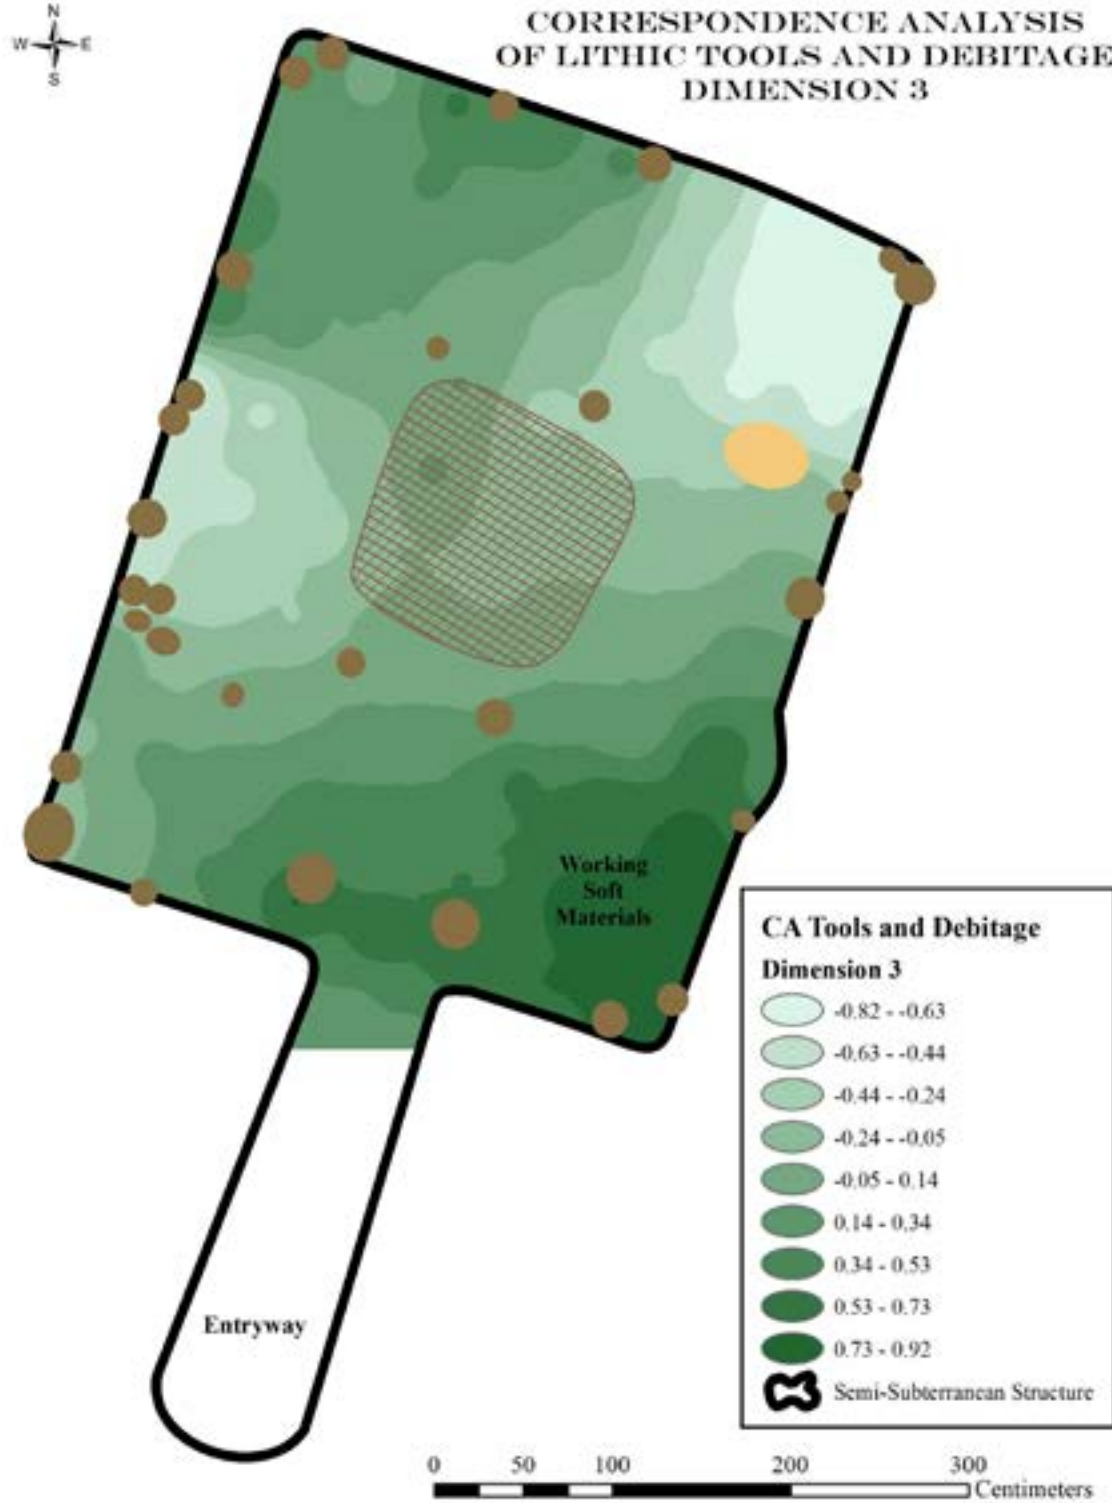 N
W E
S
CORRESPONDENCE ANALYSIS
OF LITHIC TOOLS AND DEBITAGE
DIMENSION 3
Working
Soft
Materials
CA Tools and Debitage
Dimension 3
-0.82 - -0.63
-0.63 - -0.44
-0.44 - -0.24
-0.24 - -0.05
-0.05 - 0.14
0.14 - 0.34
0.34 - 0.53
0.53 - 0.73
0.73 - 0.92
Semi-Subterranean Structure
Entryway
0 50 100 200 300
Centimeters